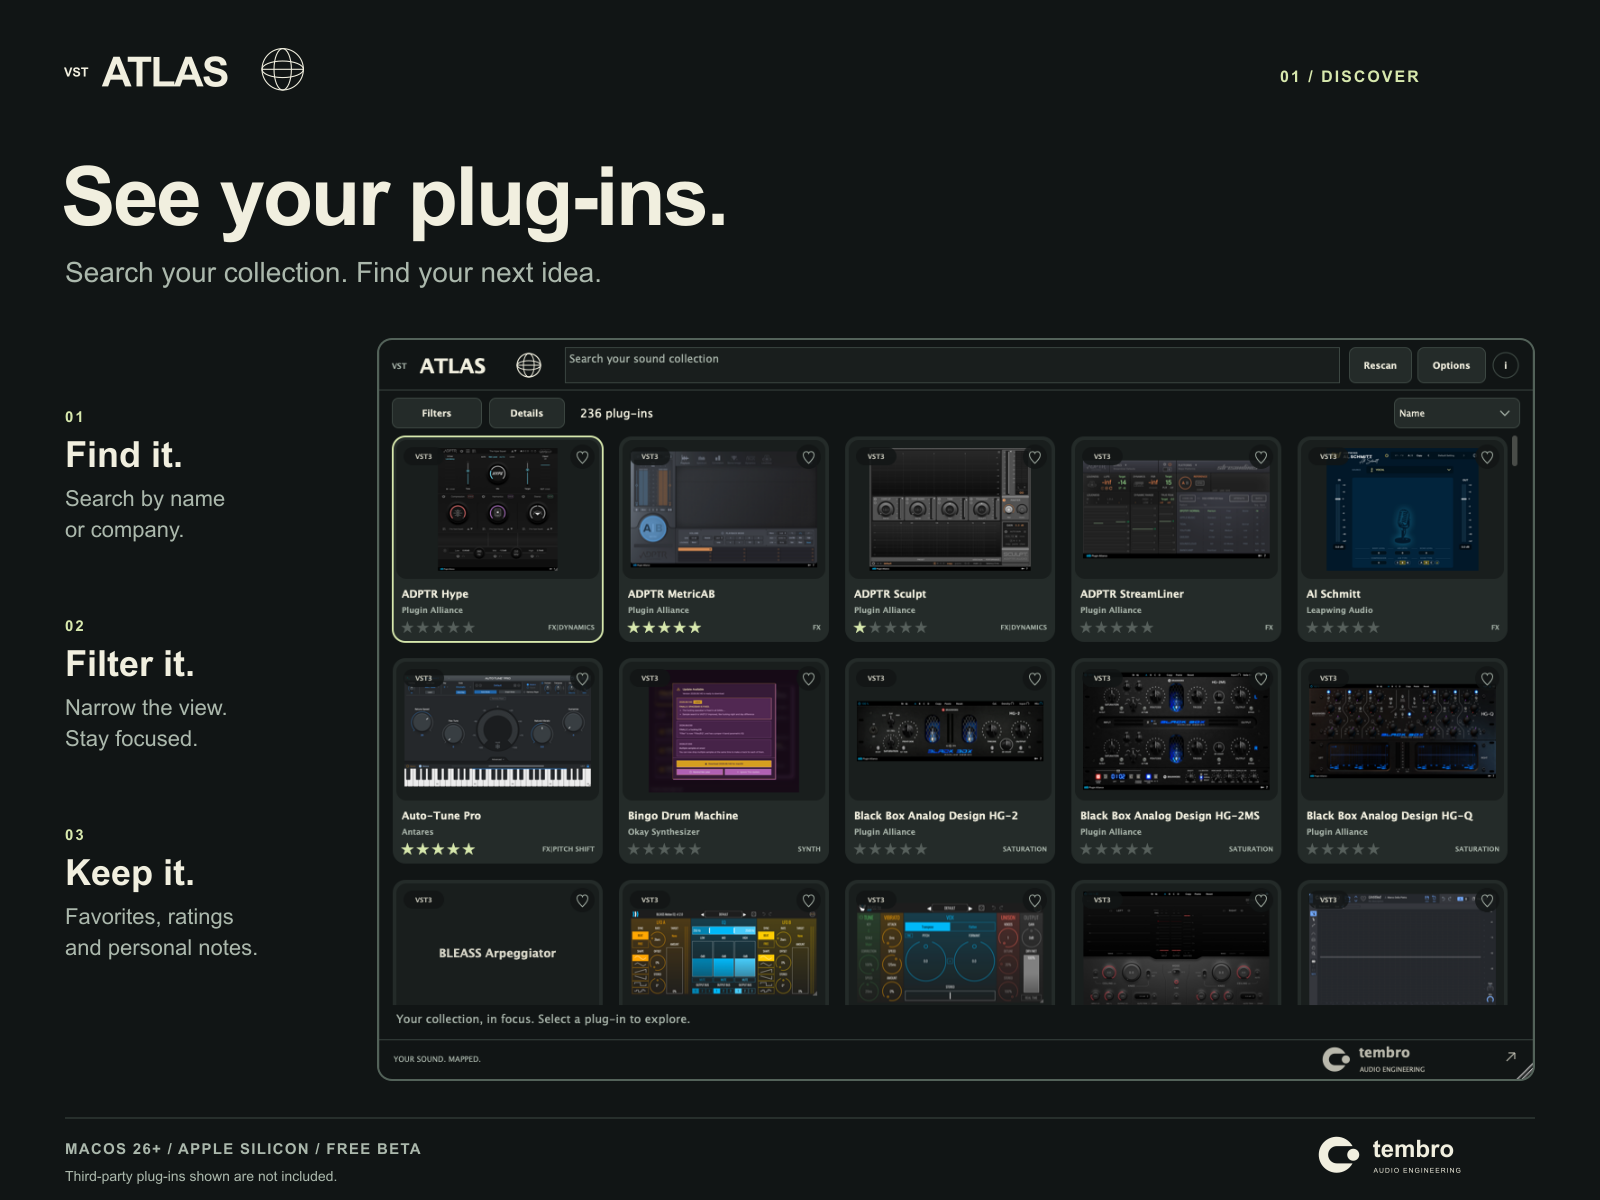 VST ATLAS
01 / DISCOVER
See your plug-ins.
Search your collection. Find your next idea.
01
Find it.
Search by name
or company.
02
Filter it.
Narrow the view.
Stay focused.
03
Keep it.
Favorites, ratings
and personal notes.
VST ATLAS
Search your sound collection
Rescan
Options
i
Filters
Details
236 plug-ins
Name
VST3
VST3
VST3
VST3
VST3
ADPTR Hype
Plugin Alliance
FX|DYNAMICS
ADPTR MetricAB
Plugin Alliance
FX
ADPTR Sculpt
Plugin Alliance
FX|DYNAMICS
ADPTR StreamLiner
Plugin Alliance
FX
Al Schmitt
Leapwing Audio
FX
VST3
VST3
VST3
VST3
VST3
Auto-Tune Pro
Antares
FX|PITCH SHIFT
Bingo Drum Machine
Okay Synthesizer
SYNTH
Black Box Analog Design HG-2
Plugin Alliance
SATURATION
Black Box Analog Design HG-2MS
Plugin Alliance
SATURATION
Black Box Analog Design HG-Q
Plugin Alliance
SATURATION
VST3
VST3
VST3
VST3
VST3
BLEASS Arpeggiator
Your collection, in focus. Select a plug-in to explore.
YOUR SOUND. MAPPED.
tembro
AUDIO ENGINEERING
MACOS 26+ / APPLE SILICON / FREE BETA
Third-party plug-ins shown are not included.
tembro
AUDIO ENGINEERING